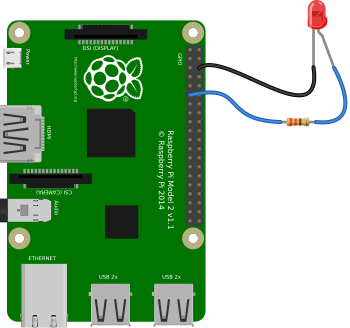 DSI (DISPLAY)
Power
http://www.raspberrypi.org
GPIO
HDMI
Raspberry Pi Model 2 v1.1
© Raspberry Pi 2014
CSI (CAMERA)
Audio
ETHERNET
USB 2x
USB 2x